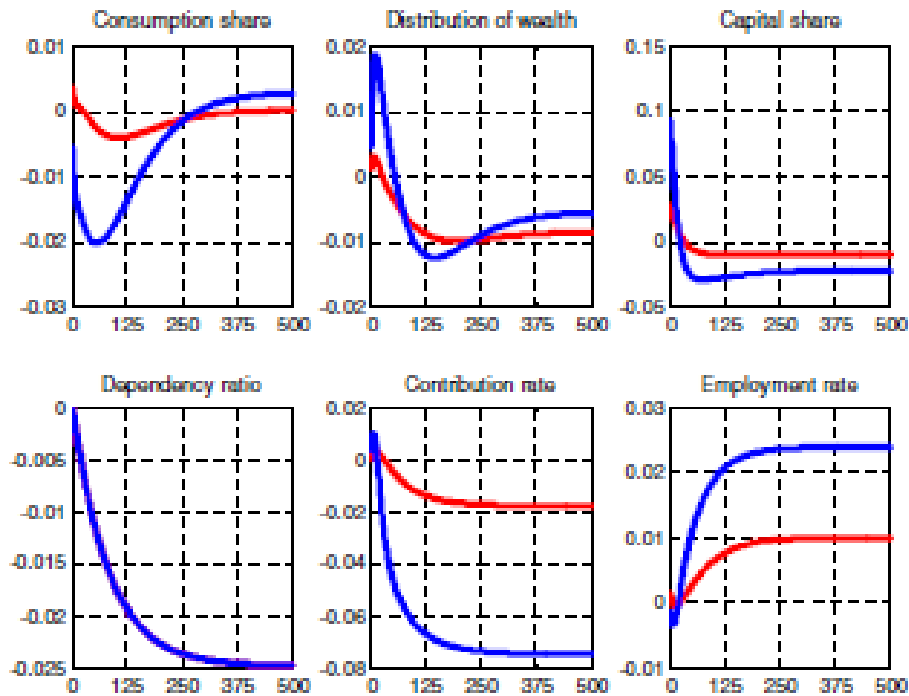 Consumption share Distribution of wealth Capital share
0.01 0.02 0.15
0 0.01 0.1
-0.01 0 0.05
-0.02 -0.01 0
-0.03 -0.02 -0.05
0 125 250 375 500 0 125 250 375 500 0 125 250 375 500
Dependency ratio Contribution rate Employment rate
0 0.02 0.03
-0.005 0 0.02
-0.01 -0.02 0.01
-0.015 -0.04 0
-0.02 -0.06 -0.01
-0.025 -0.08
0 125 250 375 500 0 125 250 375 500 0 125 250 375 500